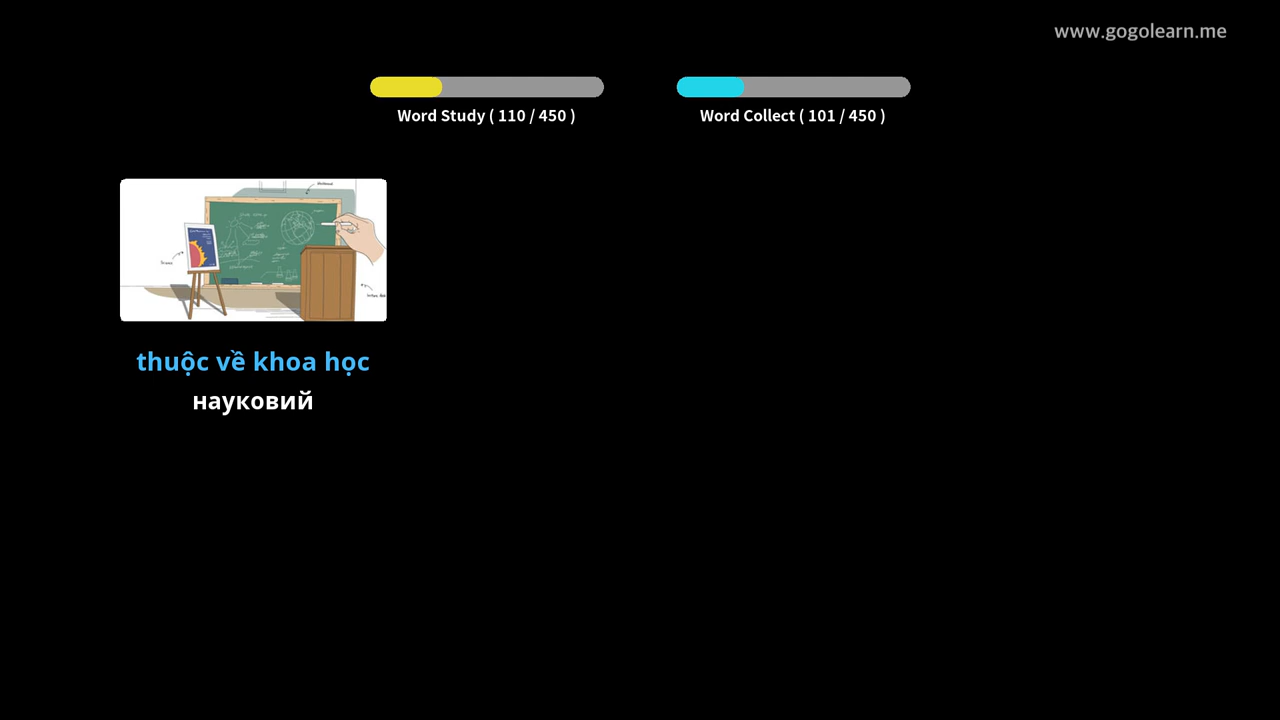 www.gogolearn.me
Word Study ( 110 / 450 )
Word Collect ( 101 / 450 )
thuộc về khoa học
науковий